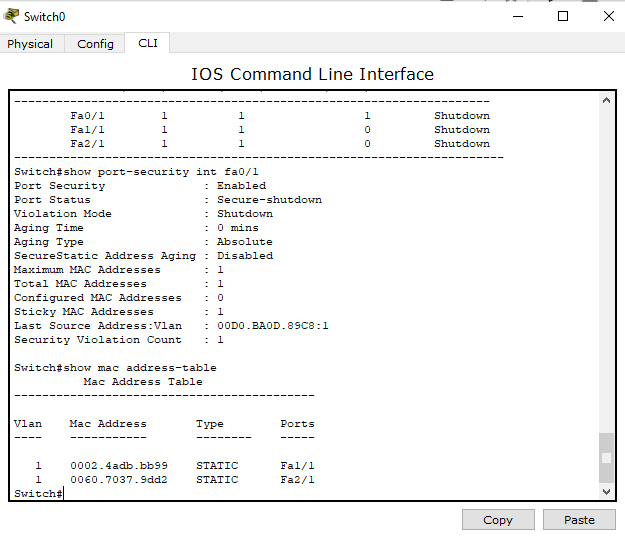 Switch0
Physical Config CLI
IOS Command Line Interface
--------------------------------------------------------------------
Fa0/1 1 1 1 Shutdown
Fa1/1 1 1 0 Shutdown
Fa2/1 1 1 0 Shutdown
----------------------------------------------------------------------
Switch#show port-security int fa0/1
Port Security : Enabled
Port Status : Secure-shutdown
Violation Mode : Shutdown
Aging Time : 0 mins
Aging Type : Absolute
SecureStatic Address Aging : Disabled
Maximum MAC Addresses : 1
Total MAC Addresses : 1
Configured MAC Addresses : 0
Sticky MAC Addresses : 1
Last Source Address:Vlan : 00D0.BA0D.89C8:1
Security Violation Count : 1
Switch#show mac address-table
Mac Address Table
-------------------------------------------
Vlan Mac Address Type Ports
---- ----------- -------- -----
1 0002.4adb.bb99 STATIC Fa1/1
1 0060.7037.9dd2 STATIC Fa2/1
Switch#
Copy Paste